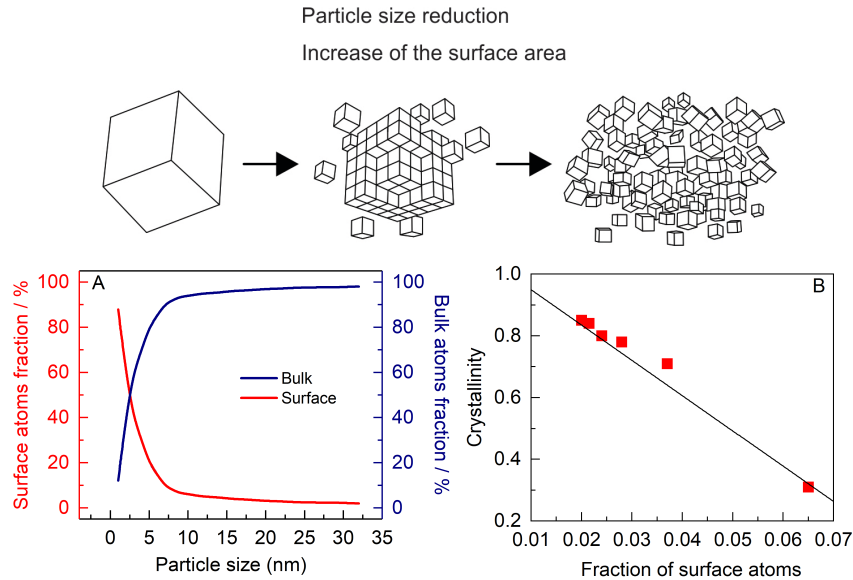 Particle size reduction
Increase of the surface area
A
100
80
60
40
20
0
Surface atoms fraction / %
0 5 10 15 20 25 30 35
Particle size (nm)
Bulk
Surface
100
80
60
40
20
0
Bulk atoms fraction / %
B
1.0
0.8
0.6
0.4
0.2
Crystallinity
0.01 0.02 0.03 0.04 0.05 0.06 0.07
Fraction of surface atoms